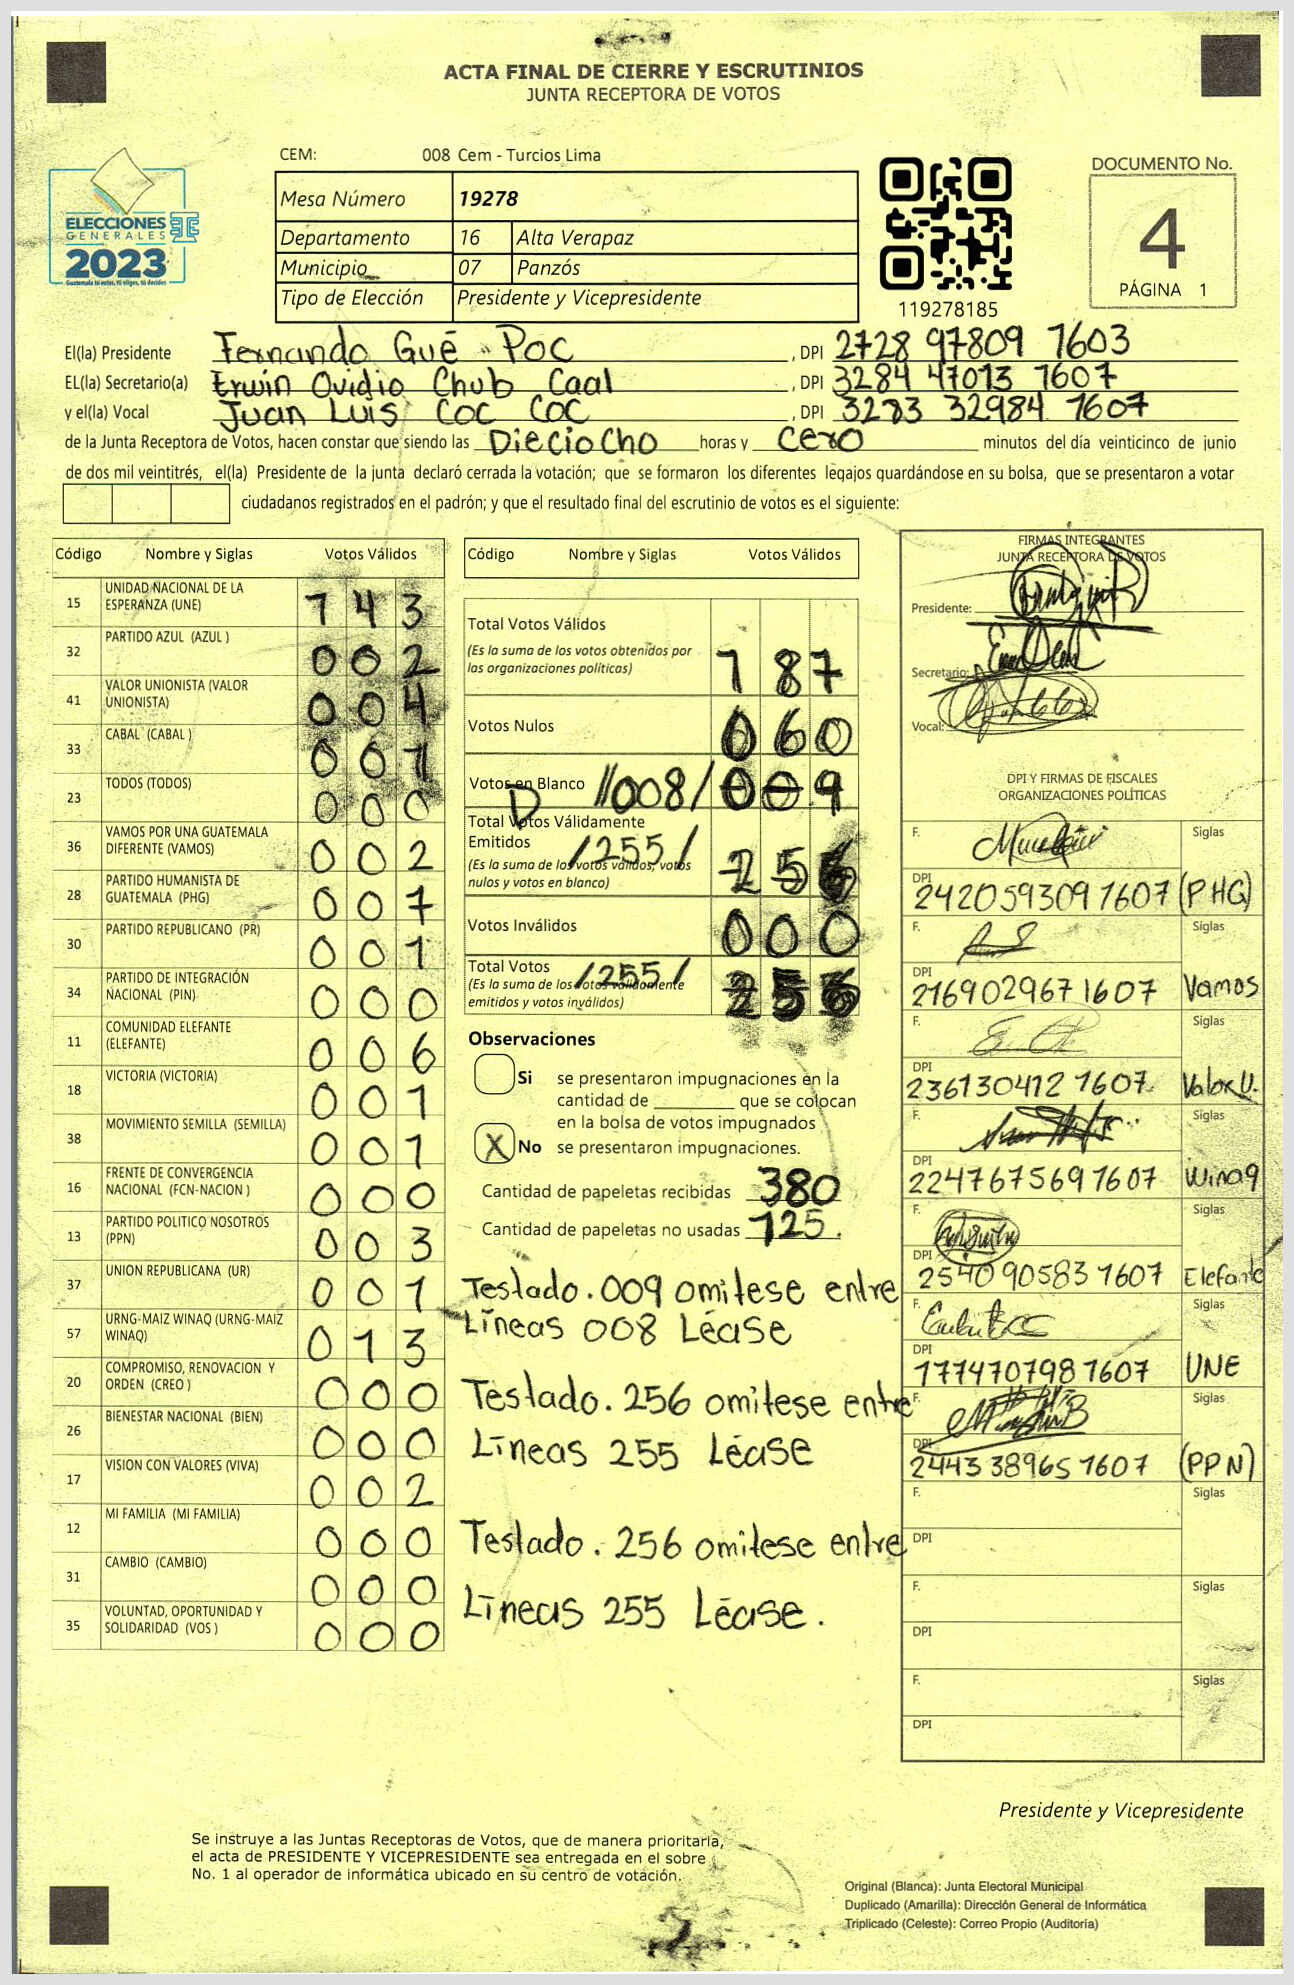 ACTA FINAL DE CIERRE Y ESCRUTINIOS
JUNTA RECEPTORA DE VOTOS
CEM: 008 Cem - Turcios Lima
ELECCIONES
GENERALES
2023
Guatemala tú votas, tú eliges, tú decides
Mesa Número 19278
Departamento 16 Alta Verapaz
Municipio 07 Panzós
Tipo de Elección Presidente y Vicepresidente
119278185
DOCUMENTO No.
4
PÁGINA 1
El(la) Presidente Fernando Gué Poc , DPI 2728 97809 1603
EL(la) Secretario(a) Erwin Ovidio Chub Caal , DPI 3284 47013 1607
y el(la) Vocal Juan Luis Coc Coc , DPI 3283 32984 1607
de la Junta Receptora de Votos, hacen constar que siendo las Dieciocho horas y cero minutos del día veinticinco de junio
de dos mil veintitrés, el(la) Presidente de la junta declaró cerrada la votación; que se formaron los diferentes legajos guardándose en su bolsa, que se presentaron a votar
ciudadanos registrados en el padrón; y que el resultado final del escrutinio de votos es el siguiente:
Código Nombre y Siglas Votos Válidos
15 UNIDAD NACIONAL DE LA ESPERANZA (UNE) 1 4 3
32 PARTIDO AZUL (AZUL ) 0 0 2
41 VALOR UNIONISTA (VALOR UNIONISTA) 0 0 4
33 CABAL (CABAL ) 0 0 1
23 TODOS (TODOS) 0 0 0
36 VAMOS POR UNA GUATEMALA DIFERENTE (VAMOS) 0 0 2
28 PARTIDO HUMANISTA DE GUATEMALA (PHG) 0 0 7
30 PARTIDO REPUBLICANO (PR) 0 0 1
34 PARTIDO DE INTEGRACIÓN NACIONAL (PIN) 0 0 0
11 COMUNIDAD ELEFANTE (ELEFANTE) 0 0 6
18 VICTORIA (VICTORIA) 0 0 1
38 MOVIMIENTO SEMILLA (SEMILLA) 0 0 1
16 FRENTE DE CONVERGENCIA NACIONAL (FCN-NACION ) 0 0 0
13 PARTIDO POLITICO NOSOTROS (PPN) 0 0 3
37 UNION REPUBLICANA (UR) 0 0 1
57 URNG-MAIZ WINAQ (URNG-MAIZ WINAQ) 0 1 3
20 COMPROMISO, RENOVACION Y ORDEN (CREO ) 0 0 0
26 BIENESTAR NACIONAL (BIEN) 0 0 0
17 VISION CON VALORES (VIVA) 0 0 2
12 MI FAMILIA (MI FAMILIA) 0 0 0
31 CAMBIO (CAMBIO) 0 0 0
35 VOLUNTAD, OPORTUNIDAD Y SOLIDARIDAD (VOS ) 0 0 0
Código Nombre y Siglas Votos Válidos
Total Votos Válidos
(Es la suma de los votos obtenidos por
las organizaciones políticas) 1 8 7
Votos Nulos 0 6 0
Votos en Blanco //008/ 0 0 9
Total Votos Válidamente
Emitidos /255/ 2 5 6
(Es la suma de los votos válidos, votos
nulos y votos en blanco)
Votos Inválidos 0 0 0
Total Votos /255/ 2 5 6
(Es la suma de los votos válidamente
emitidos y votos inválidos)
Observaciones
Si se presentaron impugnaciones en la
cantidad de ________ que se colocan
en la bolsa de votos impugnados
X No se presentaron impugnaciones.
Cantidad de papeletas recibidas 380
Cantidad de papeletas no usadas 125.
Testado. 009 omitese entre
Líneas 008 Léase
Testado. 256 omitese entre
Líneas 255 Léase
Testado. 256 omitese entre
Líneas 255 Léase.
FIRMAS INTEGRANTES
JUNTA RECEPTORA DE VOTOS
Presidente:
Secretario:
Vocal:
DPI Y FIRMAS DE FISCALES
ORGANIZACIONES POLÍTICAS
F. Siglas
DPI 2420593091607 (PHG)
F. Siglas
DPI 2169029671607 Vamos
F. Siglas
DPI 236130412 1607 Valor U.
F. Siglas
DPI 2247675691607 Winaq
F. Siglas
DPI 2540905831607 Elefante
F. Siglas
DPI 1774707981607 UNE
F. Siglas
DPI 2443389651607 (PPN)
F. Siglas
DPI
F. Siglas
DPI
F. Siglas
DPI
Presidente y Vicepresidente
Se instruye a las Juntas Receptoras de Votos, que de manera prioritaria,
el acta de PRESIDENTE Y VICEPRESIDENTE sea entregada en el sobre
No. 1 al operador de informática ubicado en su centro de votación.
Original (Blanca): Junta Electoral Municipal
Duplicado (Amarilla): Dirección General de Informática
Triplicado (Celeste): Correo Propio (Auditoría)